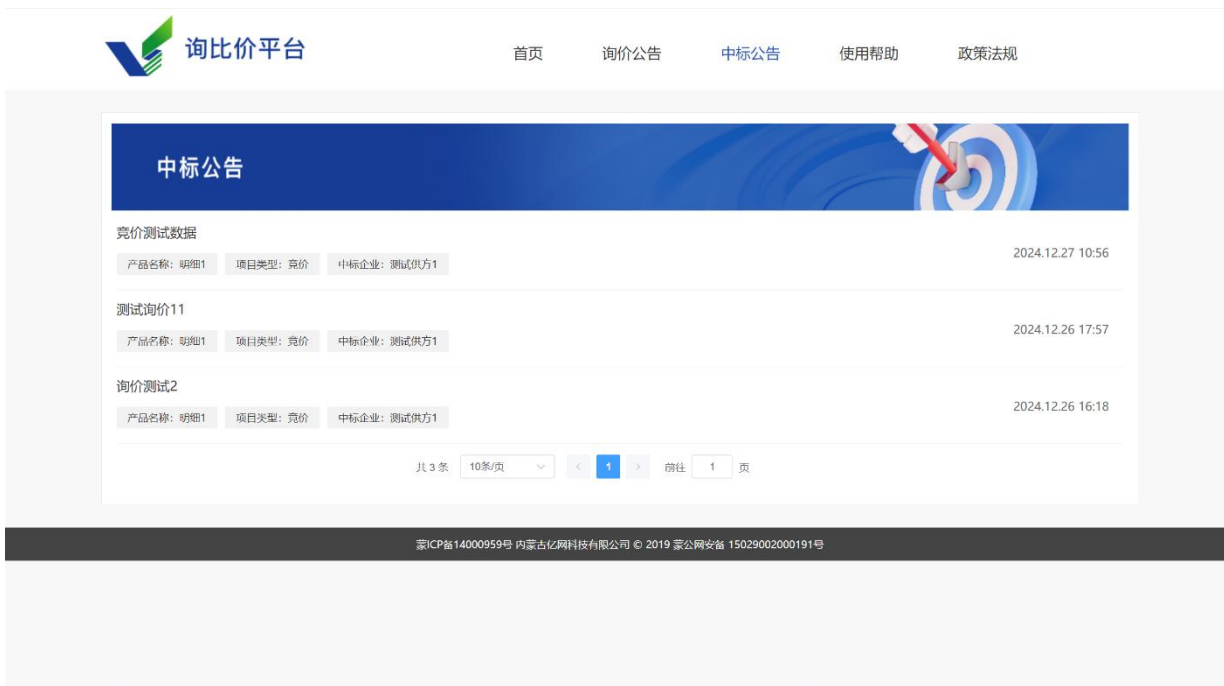 询比价平台 首页 询价公告 中标公告 使用帮助 政策法规
中标公告
竞价测试数据
产品名称：明细1 项目类型：竞价 中标企业：测试供方1 2024.12.27 10:56
测试询价11
产品名称：明细1 项目类型：竞价 中标企业：测试供方1 2024.12.26 17:57
询价测试2
产品名称：明细1 项目类型：竞价 中标企业：测试供方1 2024.12.26 16:18
共 3 条 10条/页 1 前往 1 页
蒙ICP备14000959号 内蒙古亿网科技有限公司 © 2019 蒙公网安备 15029002000191号